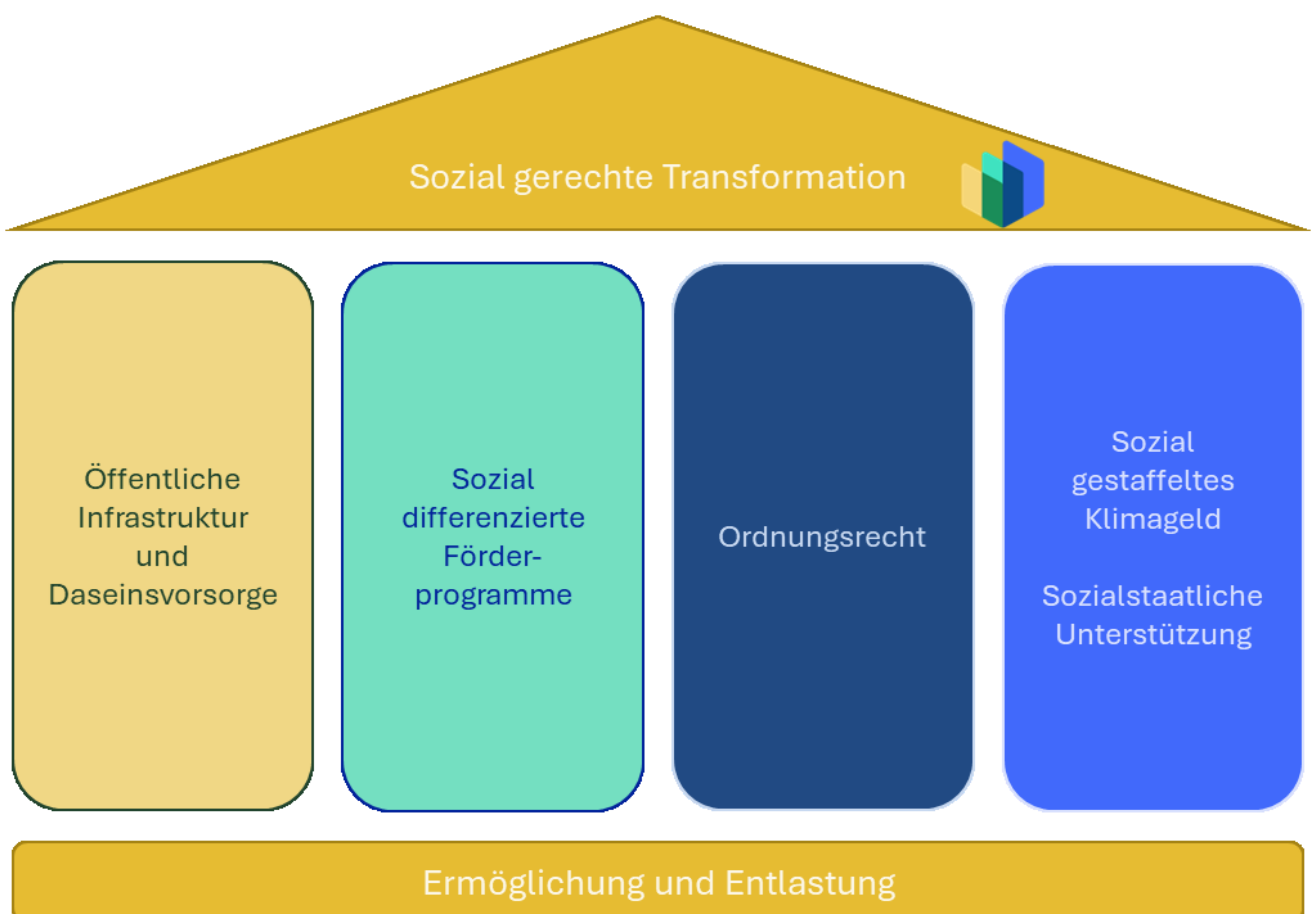 Sozial gerechte Transformation
Öffentliche
Infrastruktur
und
Daseinsvorsorge
Sozial
differenzierte
Förder-
programme
Ordnungsrecht
Sozial
gestaffeltes
Klimageld
Sozialstaatliche
Unterstützung
Ermöglichung und Entlastung